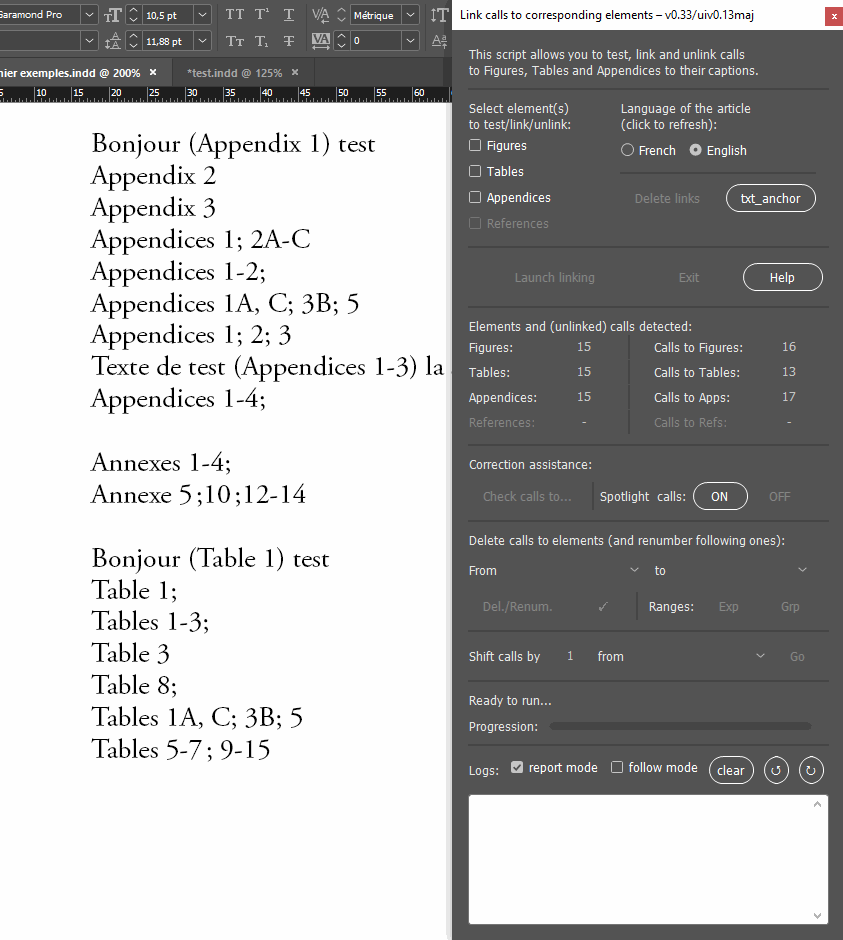 Garamond Pro
10,5 pt
Métrique
11,88 pt
0
nier exemples.indd @ 200% ×
*test.indd @ 125% ×
5 10 15 20 25 30 35 40 45 50 55 60
Bonjour (Appendix 1) test
Appendix 2
Appendix 3
Appendices 1; 2A-C
Appendices 1-2;
Appendices 1A, C; 3B; 5
Appendices 1; 2; 3
Texte de test (Appendices 1-3) la
Appendices 1-4;
Annexes 1-4;
Annexe 5 ;10 ;12-14
Bonjour (Table 1) test
Table 1;
Tables 1-3;
Table 3
Table 8;
Tables 1A, C; 3B; 5
Tables 5-7 ; 9-15
Link calls to corresponding elements – v0.33/uiv0.13maj
This script allows you to test, link and unlink calls
to Figures, Tables and Appendices to their captions.
Select element(s)
to test/link/unlink:
Figures
Tables
Appendices
References
Language of the article
(click to refresh):
French English
Delete links txt_anchor
Launch linking Exit Help
Elements and (unlinked) calls detected:
Figures: 15 Calls to Figures: 16
Tables: 15 Calls to Tables: 13
Appendices: 15 Calls to Apps: 17
References: - Calls to Refs: -
Correction assistance:
Check calls to... Spotlight calls: ON OFF
Delete calls to elements (and renumber following ones):
From to
Del./Renum. ✓ Ranges: Exp Grp
Shift calls by 1 from Go
Ready to run...
Progression:
Logs: report mode follow mode clear ↺ ↻